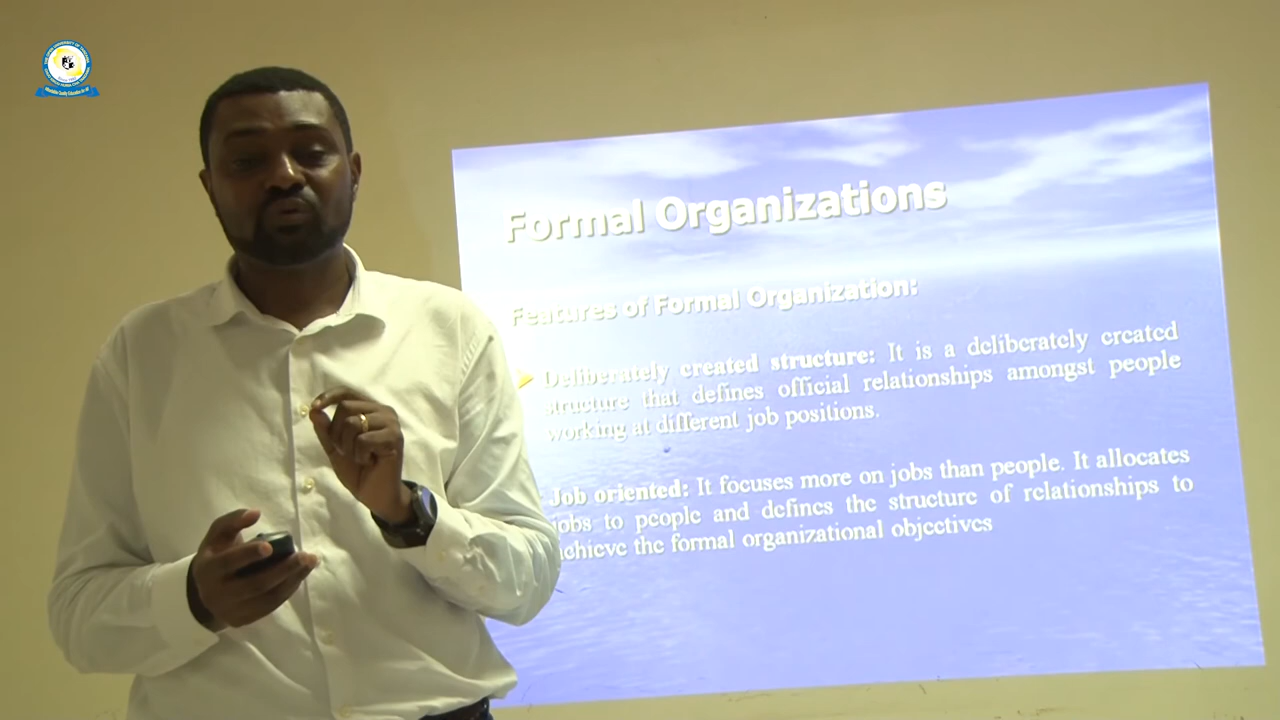 Formal Organizations
Features of Formal Organization:
Deliberately created structure: It is a deliberately created
structure that defines official relationships amongst people
working at different job positions.
Job oriented: It focuses more on jobs than people. It allocates
jobs to people and defines the structure of relationships to
achieve the formal organizational objectives